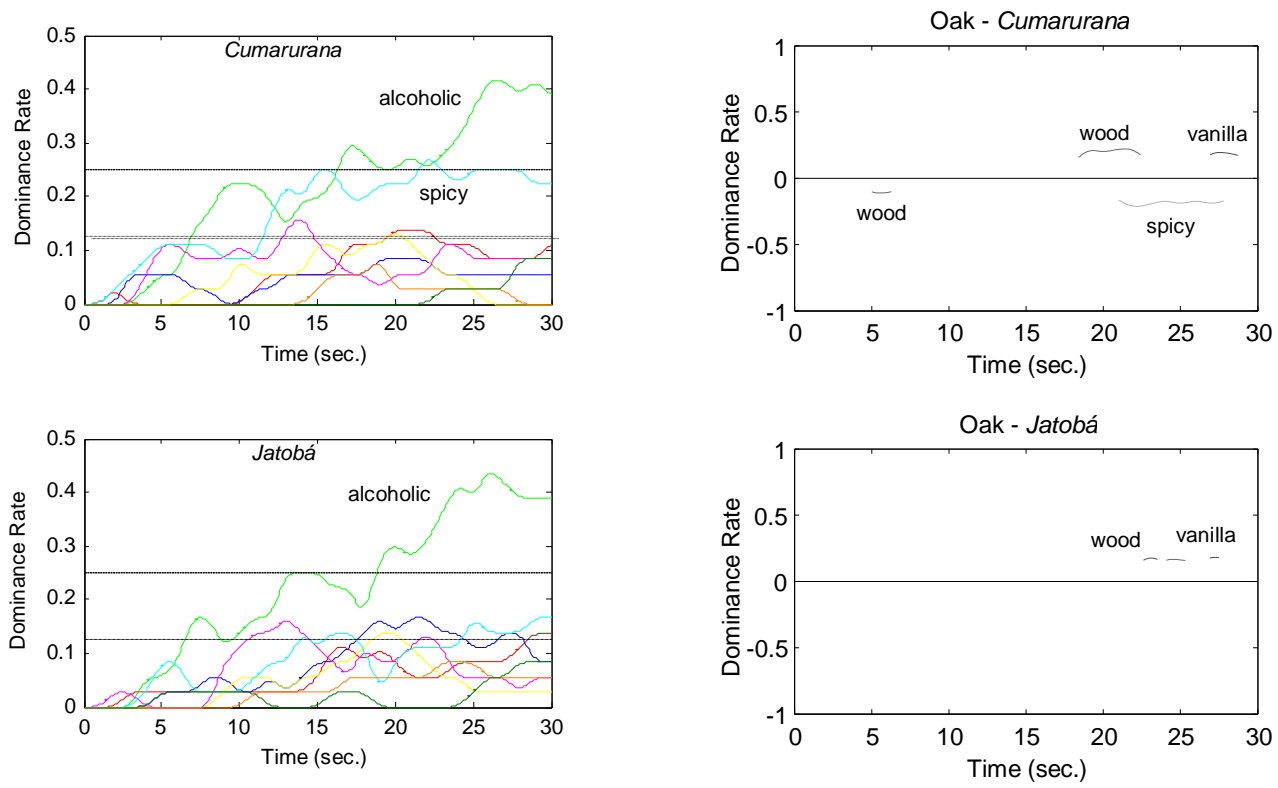 Cumarurana
0.5
0.4
0.3
0.2
0.1
0
Dominance Rate
alcoholic
spicy
0 5 10 15 20 25 30
Time (sec.)
Oak - Cumarurana
1
0.5
0
-0.5
-1
Dominance Rate
wood vanilla
wood
spicy
0 5 10 15 20 25 30
Time (sec.)
Jatobá
0.5
0.4
0.3
0.2
0.1
0
Dominance Rate
alcoholic
0 5 10 15 20 25 30
Time (sec.)
Oak - Jatobá
1
0.5
0
-0.5
-1
Dominance Rate
wood vanilla
0 5 10 15 20 25 30
Time (sec.)